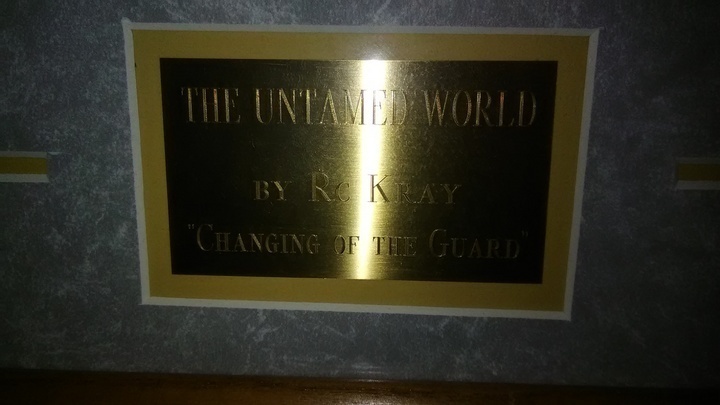 THE UNTAMED WORLD
BY RC KRAY
"CHANGING OF THE GUARD"